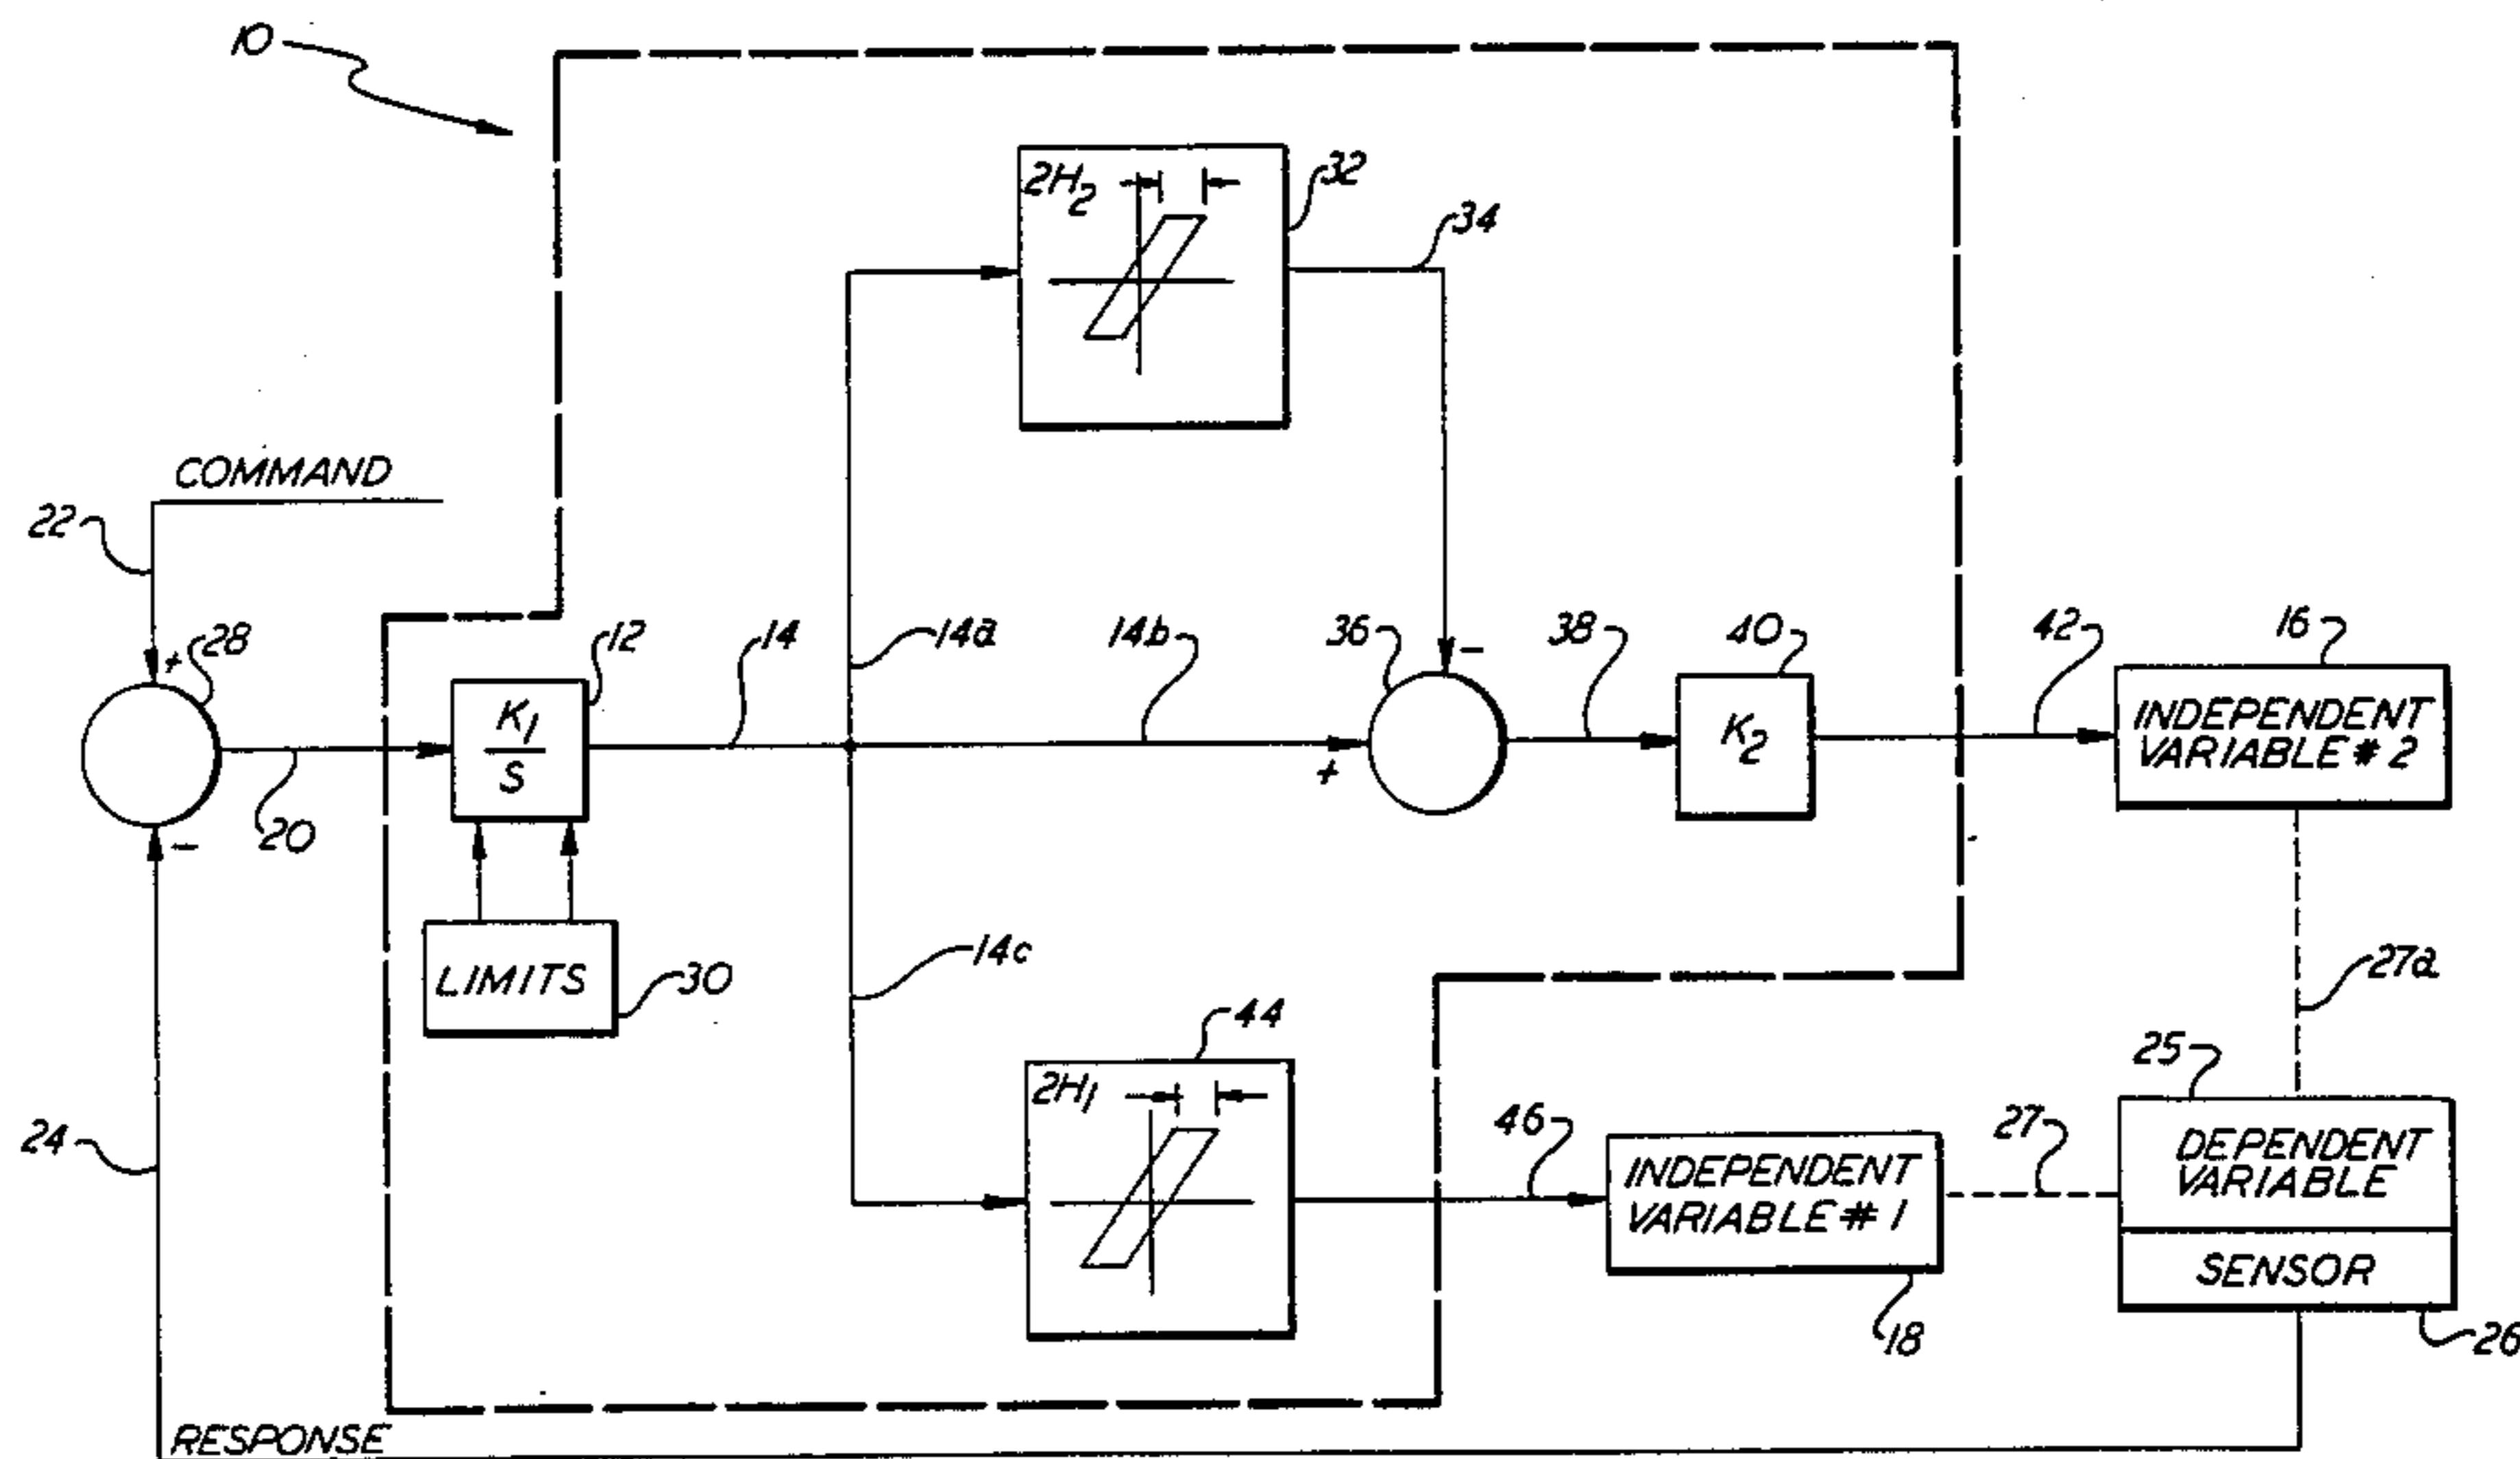 10
2H2
32
34
COMMAND
22
+
28
12
14
14a
14b
36
-
38
40
42
16
K1
S
K2
INDEPENDENT
VARIABLE # 2
+
-
20
LIMITS
30
14c
27a
44
25
2H1
46
27
24
INDEPENDENT
VARIABLE # 1
DEPENDENT
VARIABLE
SENSOR
18
26
RESPONSE